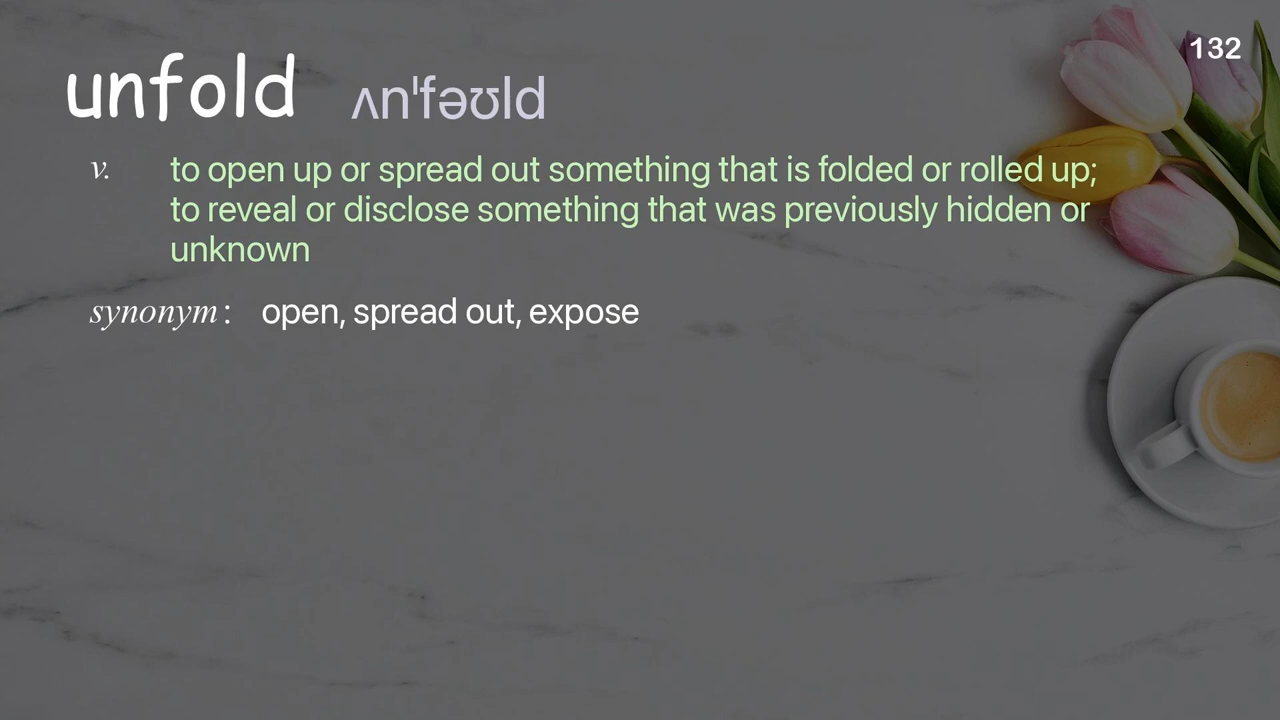 132
unfold ʌnˈfəʊld
v. to open up or spread out something that is folded or rolled up;
to reveal or disclose something that was previously hidden or
unknown
synonym: open, spread out, expose